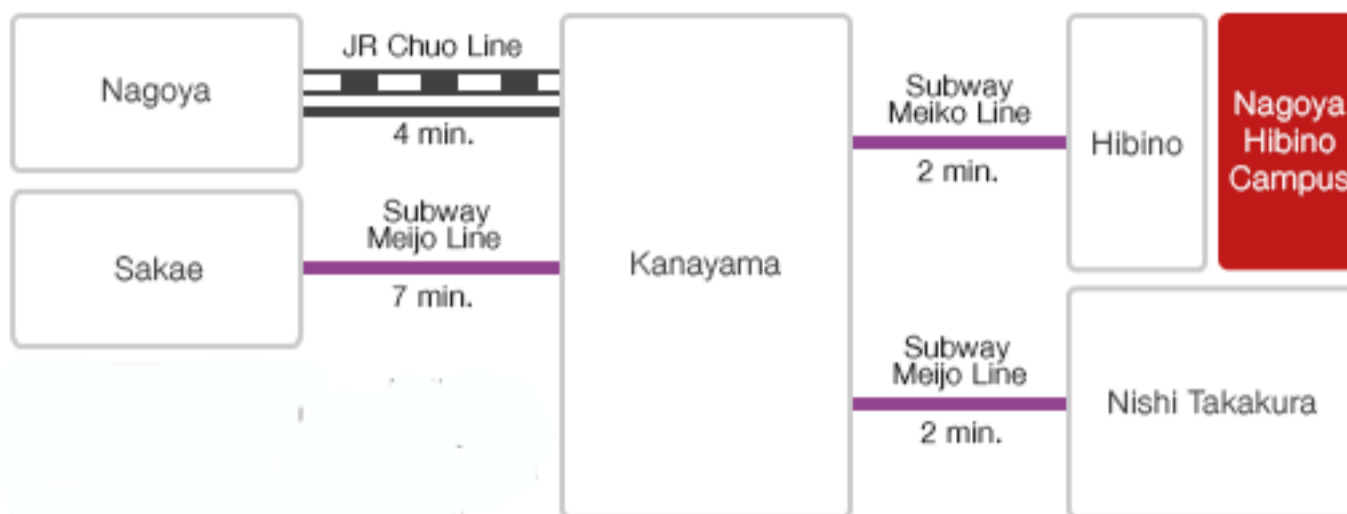 Nagoya
JR Chuo Line
4 min.
Sakae
Subway
Meijo Line
7 min.
Kanayama
Subway
Meiko Line
2 min.
Hibino
Nagoya
Hibino
Campus
Subway
Meijo Line
2 min.
Nishi Takakura